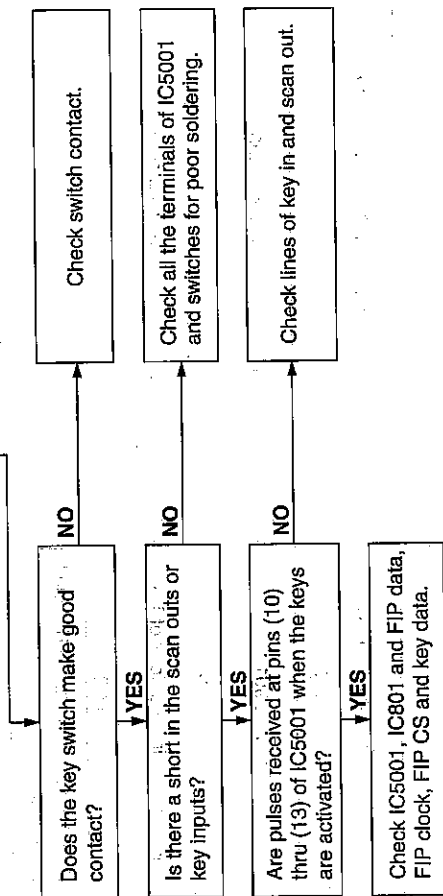 Does the key switch make good
contact?
NO
Check switch contact.
YES
Is there a short in the scan outs or
key inputs?
NO
Check all the terminals of IC5001
and switches for poor soldering.
YES
Are pulses received at pins (10)
thru (13) of IC5001 when the keys
are activated?
NO
Check lines of key in and scan out.
YES
Check IC5001, IC801 and FIP data,
FIP clock, FIP CS and key data.